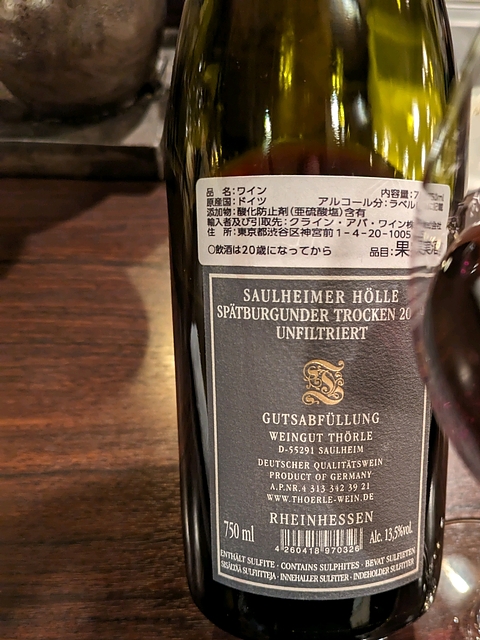 品 名:ワイン 内容量:7
原産国:ドイツ アルコール分:ラベル
添加物:酸化防止剤(亜硫酸塩)含有
輸入者及び引取先:クライン・アバ・ワイン株
住 所:東京都渋谷区神宮前1-4-20-1005
○飲酒は20歳になってから 品目:果実
SAULHEIMER HÖLLE
SPÄTBURGUNDER TROCKEN 20
UNFILTRIERT
GUTSABFÜLLUNG
WEINGUT THÖRLE
D-55291 SAULHEIM
DEUTSCHER QUALITÄTSWEIN
PRODUCT OF GERMANY
A.P.NR.4 313 342 39 21
WWW.THOERLE-WEIN.DE
RHEINHESSEN
750 ml Alc. 13,5%vol.
4 260418 970326
ENTHÄLT SULFITE · CONTAINS SULPHITES · BEVAT SULFIETEN
SISÄLTÄÄ SULFIITTEJA · INNEHÅLLER SULFITER · INDEHOLDER SULFITTER